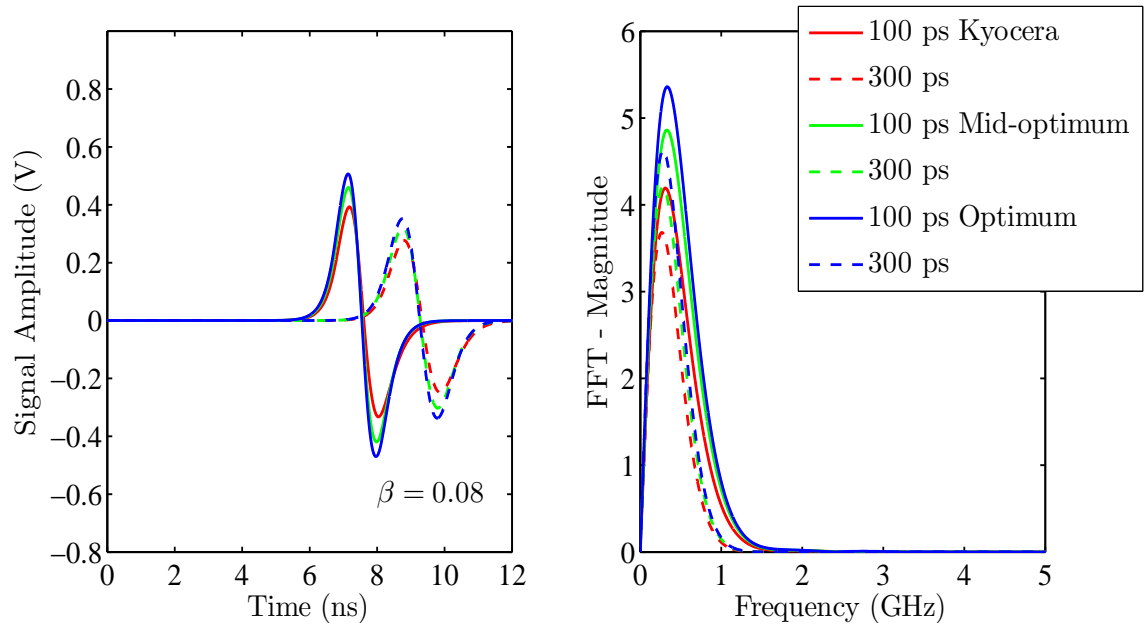 0.8
0.6
0.4
0.2
0
−0.2
−0.4
−0.6
−0.8
Signal Amplitude (V)
β = 0.08
0 2 4 6 8 10 12
Time (ns)
6
5
4
3
2
1
0
FFT - Magnitude
0 1 2 3 4 5
Frequency (GHz)
100 ps Kyocera
300 ps
100 ps Mid-optimum
300 ps
100 ps Optimum
300 ps